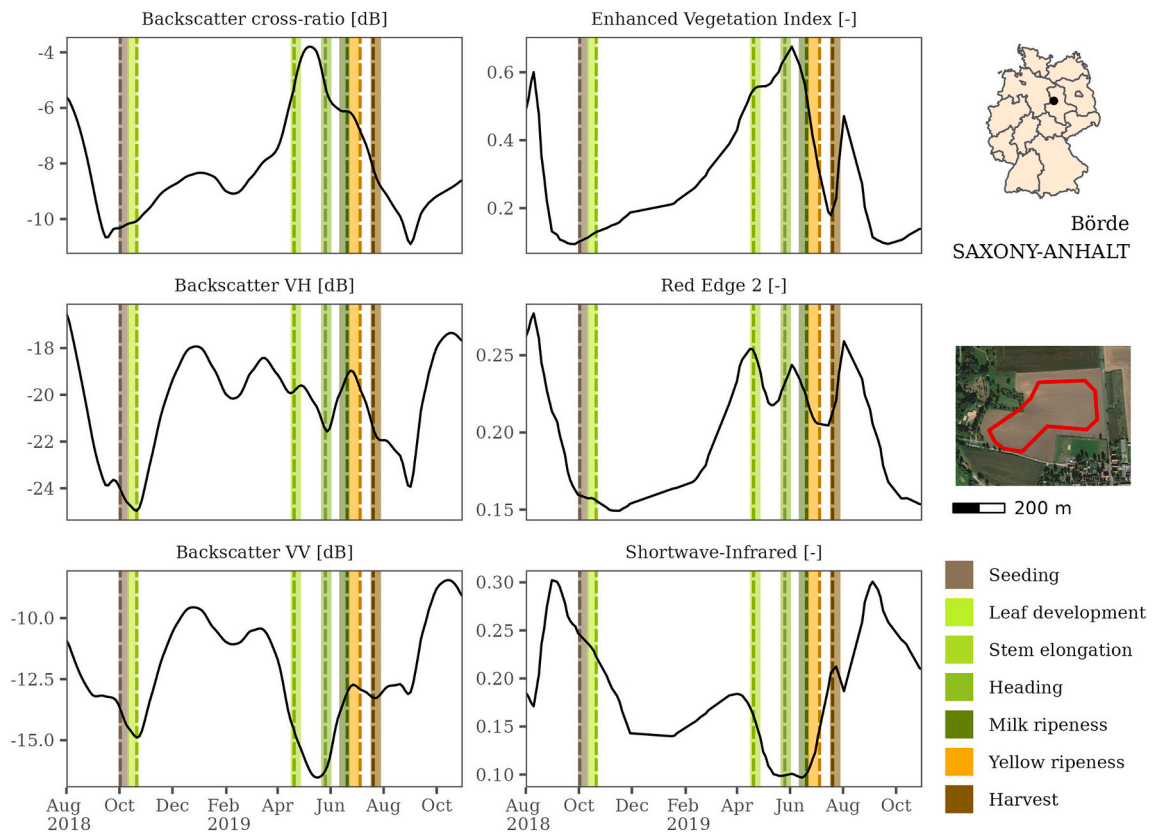 Backscatter cross-ratio [dB]
-4
-6
-8
-10
Enhanced Vegetation Index [-]
0.6
0.4
0.2
Börde
SAXONY-ANHALT
Backscatter VH [dB]
-18
-20
-22
-24
Red Edge 2 [-]
0.25
0.20
0.15
200 m
Backscatter VV [dB]
-10.0
-12.5
-15.0
Aug Oct Dec Feb Apr Jun Aug Oct
2018 2019
Shortwave-Infrared [-]
0.30
0.25
0.20
0.15
0.10
Aug Oct Dec Feb Apr Jun Aug Oct
2018 2019
Seeding
Leaf development
Stem elongation
Heading
Milk ripeness
Yellow ripeness
Harvest